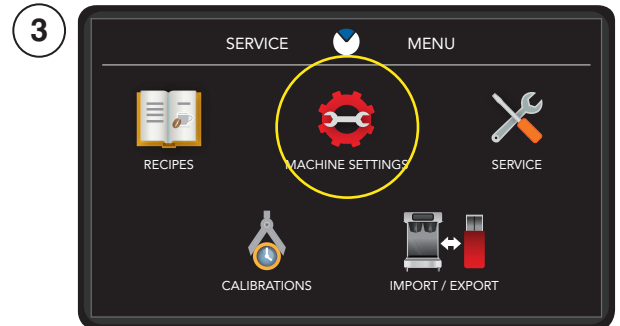 3
SERVICE MENU
RECIPES
MACHINE SETTINGS
SERVICE
CALIBRATIONS
IMPORT / EXPORT